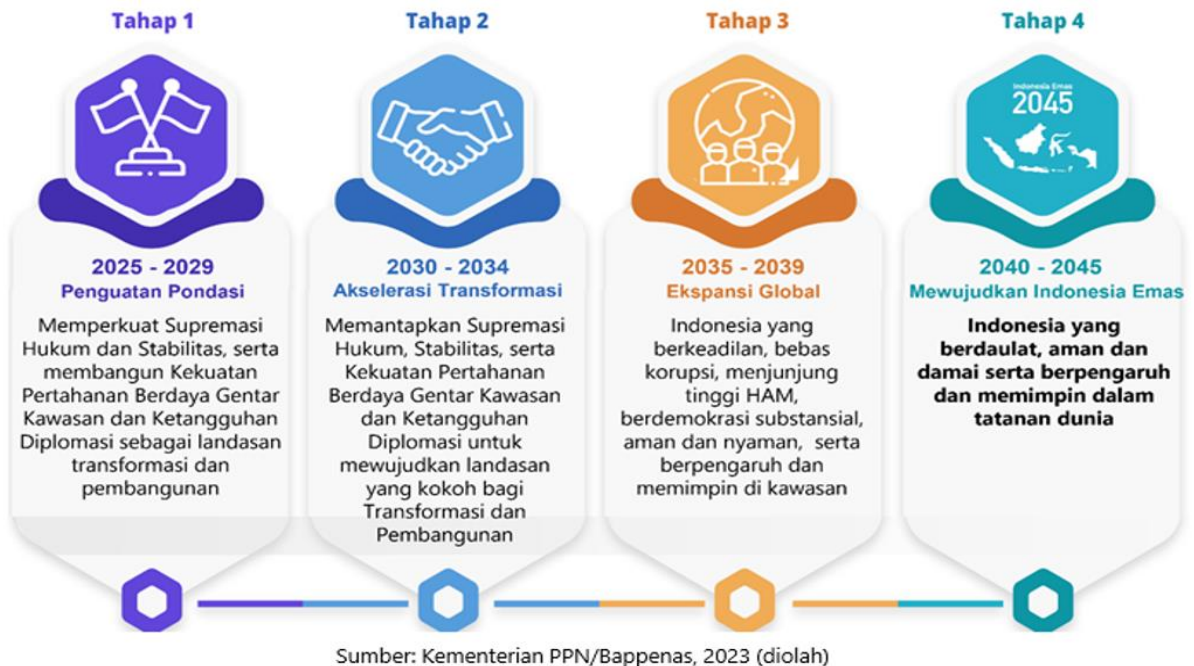 Tahap 1
2025 - 2029
Penguatan Pondasi
Memperkuat Supremasi
Hukum dan Stabilitas, serta
membangun Kekuatan
Pertahanan Berdaya Gentar
Kawasan dan Ketangguhan
Diplomasi sebagai landasan
transformasi dan
pembangunan
Tahap 2
2030 - 2034
Akselerasi Transformasi
Memantapkan Supremasi
Hukum, Stabilitas, serta
Kekuatan Pertahanan
Berdaya Gentar Kawasan
dan Ketangguhan
Diplomasi untuk
mewujudkan landasan
yang kokoh bagi
Transformasi dan
Pembangunan
Tahap 3
2035 - 2039
Ekspansi Global
Indonesia yang
berkeadilan, bebas
korupsi, menjunjung
tinggi HAM,
berdemokrasi substansial,
aman dan nyaman, serta
berpengaruh dan
memimpin di kawasan
Tahap 4
Indonesia Emas
2045
2040 - 2045
Mewujudkan Indonesia Emas
Indonesia yang
berdaulat, aman dan
damai serta berpengaruh
dan memimpin dalam
tatanan dunia
Sumber: Kementerian PPN/Bappenas, 2023 (diolah)